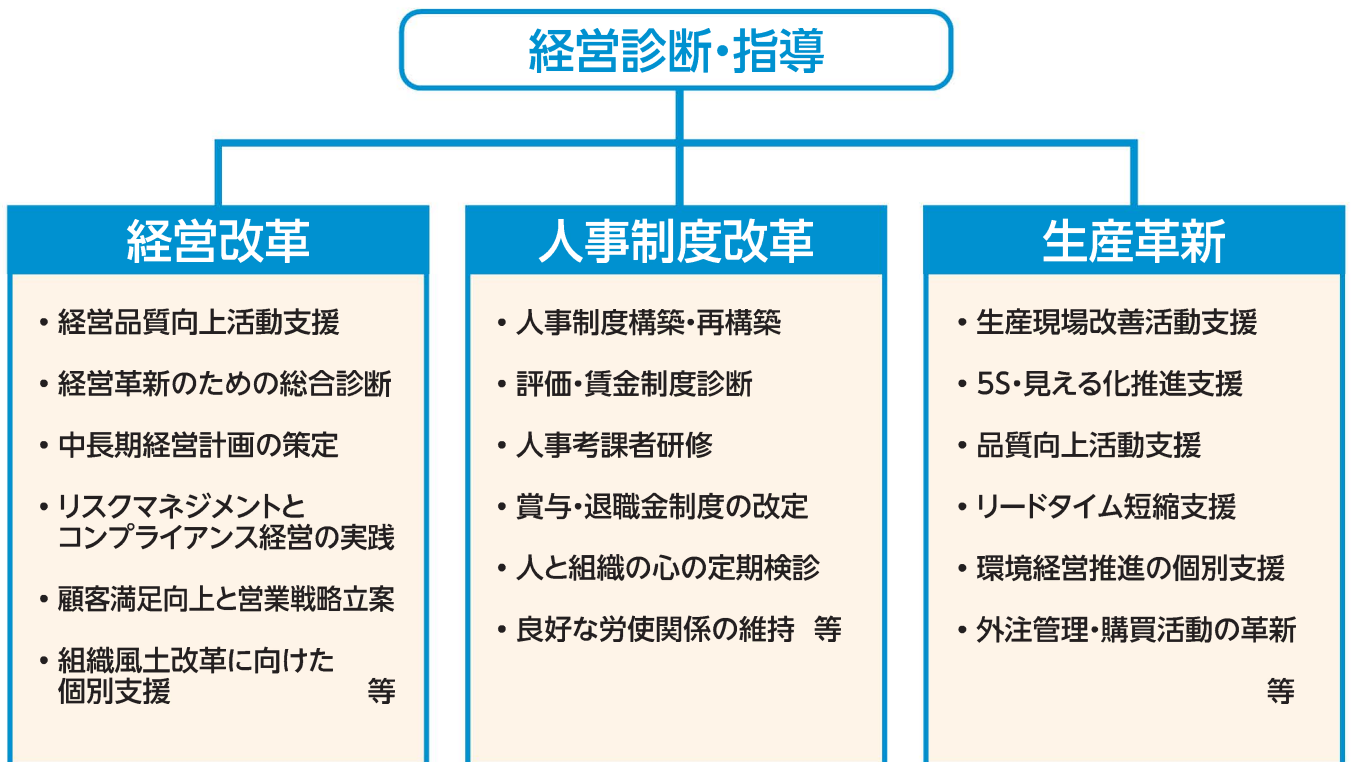 経営診断・指導
経営改革
・経営品質向上活動支援
・経営革新のための総合診断
・中長期経営計画の策定
・リスクマネジメントと
コンプライアンス経営の実践
・顧客満足向上と営業戦略立案
・組織風土改革に向けた
個別支援 等
人事制度改革
・人事制度構築・再構築
・評価・賃金制度診断
・人事考課者研修
・賞与・退職金制度の改定
・人と組織の心の定期検診
・良好な労使関係の維持 等
生産革新
・生産現場改善活動支援
・5S・見える化推進支援
・品質向上活動支援
・リードタイム短縮支援
・環境経営推進の個別支援
・外注管理・購買活動の革新
等